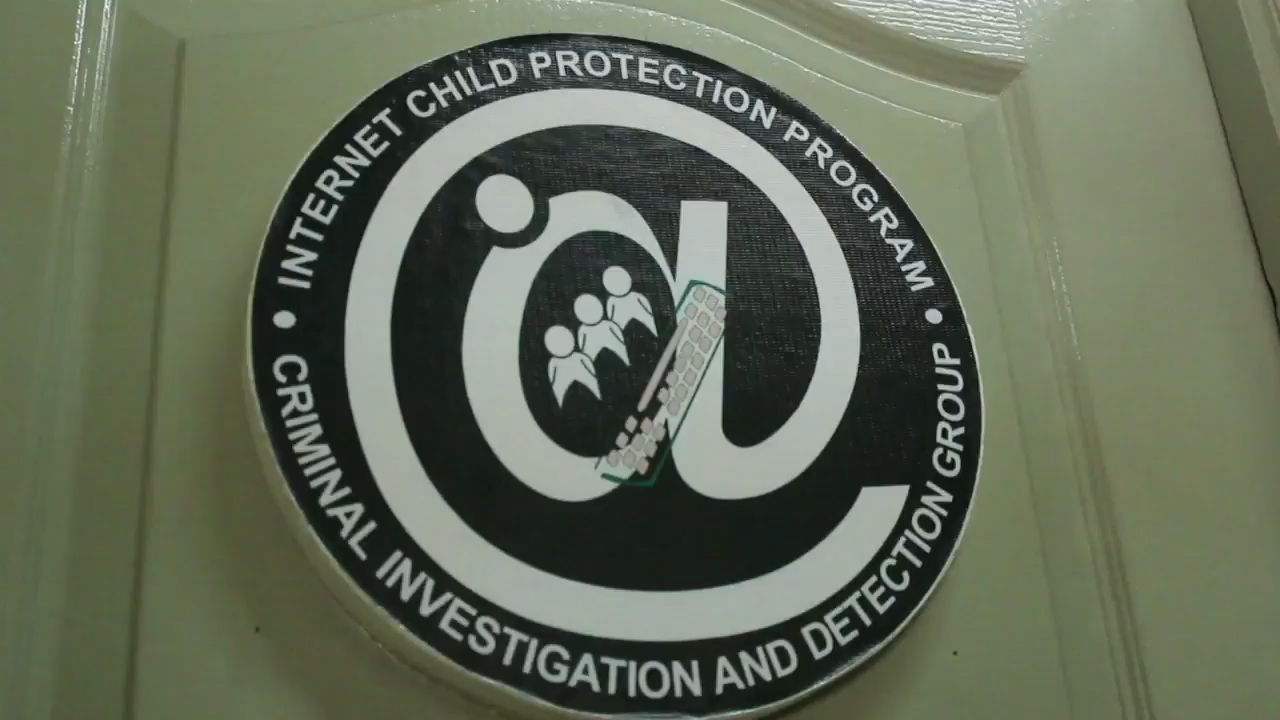 INTERNET CHILD PROTECTION PROGRAM
CRIMINAL INVESTIGATION AND DETECTION GROUP